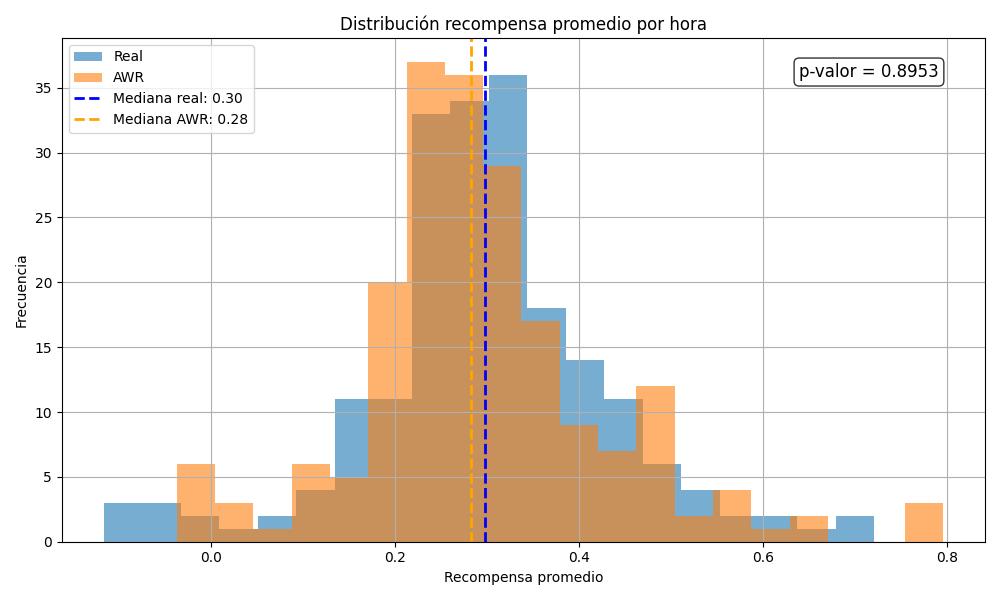 Distribución recompensa promedio por hora
Real
AWR
Mediana real: 0.30
Mediana AWR: 0.28
p-valor = 0.8953
Frecuencia
35
30
25
20
15
10
5
0
0.0 0.2 0.4 0.6 0.8
Recompensa promedio